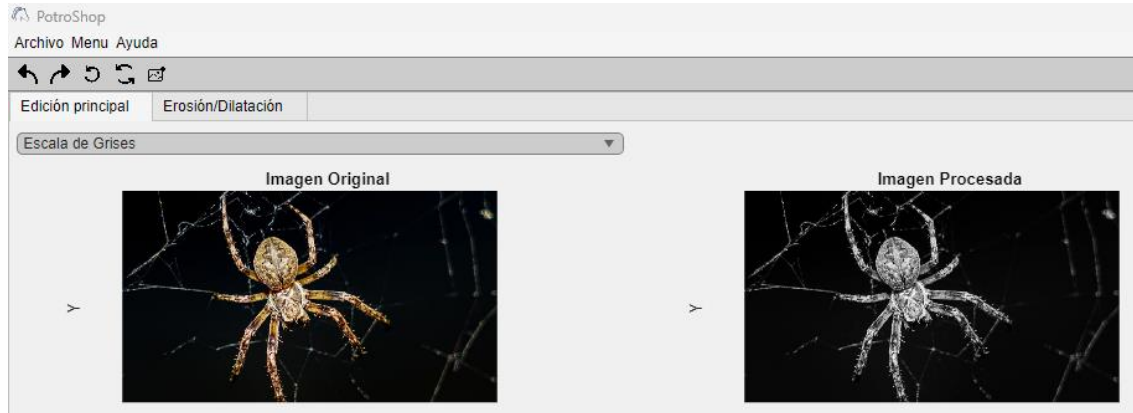 PotroShop
Archivo Menu Ayuda
Edición principal Erosión/Dilatación
Escala de Grises
Imagen Original Imagen Procesada
Y Y